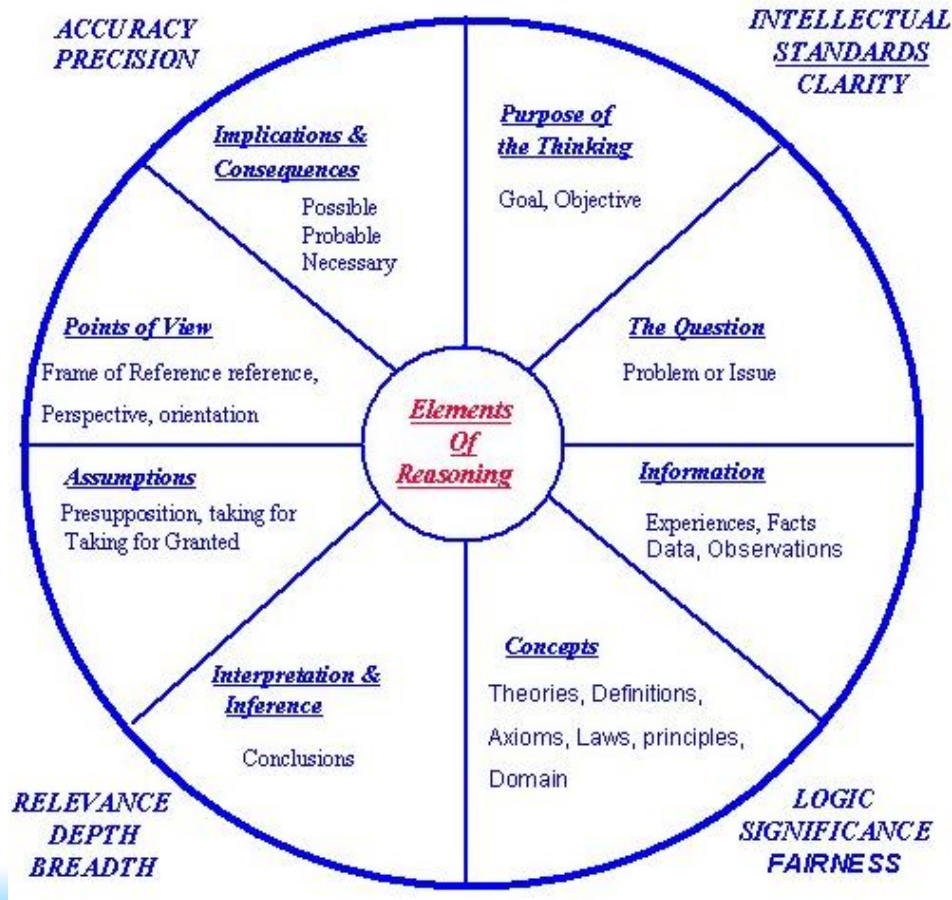 ACCURACY
PRECISION
INTELLECTUAL
STANDARDS
CLARITY
Implications &
Consequences
Possible
Probable
Necessary
Purpose of
the Thinking
Goal, Objective
Points of View
Frame of Reference reference,
Perspective, orientation
The Question
Problem or Issue
Elements
Of
Reasoning
Assumptions
Presupposition, taking for
Taking for Granted
Information
Experiences, Facts
Data, Observations
Interpretation &
Inference
Conclusions
Concepts
Theories, Definitions,
Axioms, Laws, principles,
Domain
RELEVANCE
DEPTH
BREADTH
LOGIC
SIGNIFICANCE
FAIRNESS